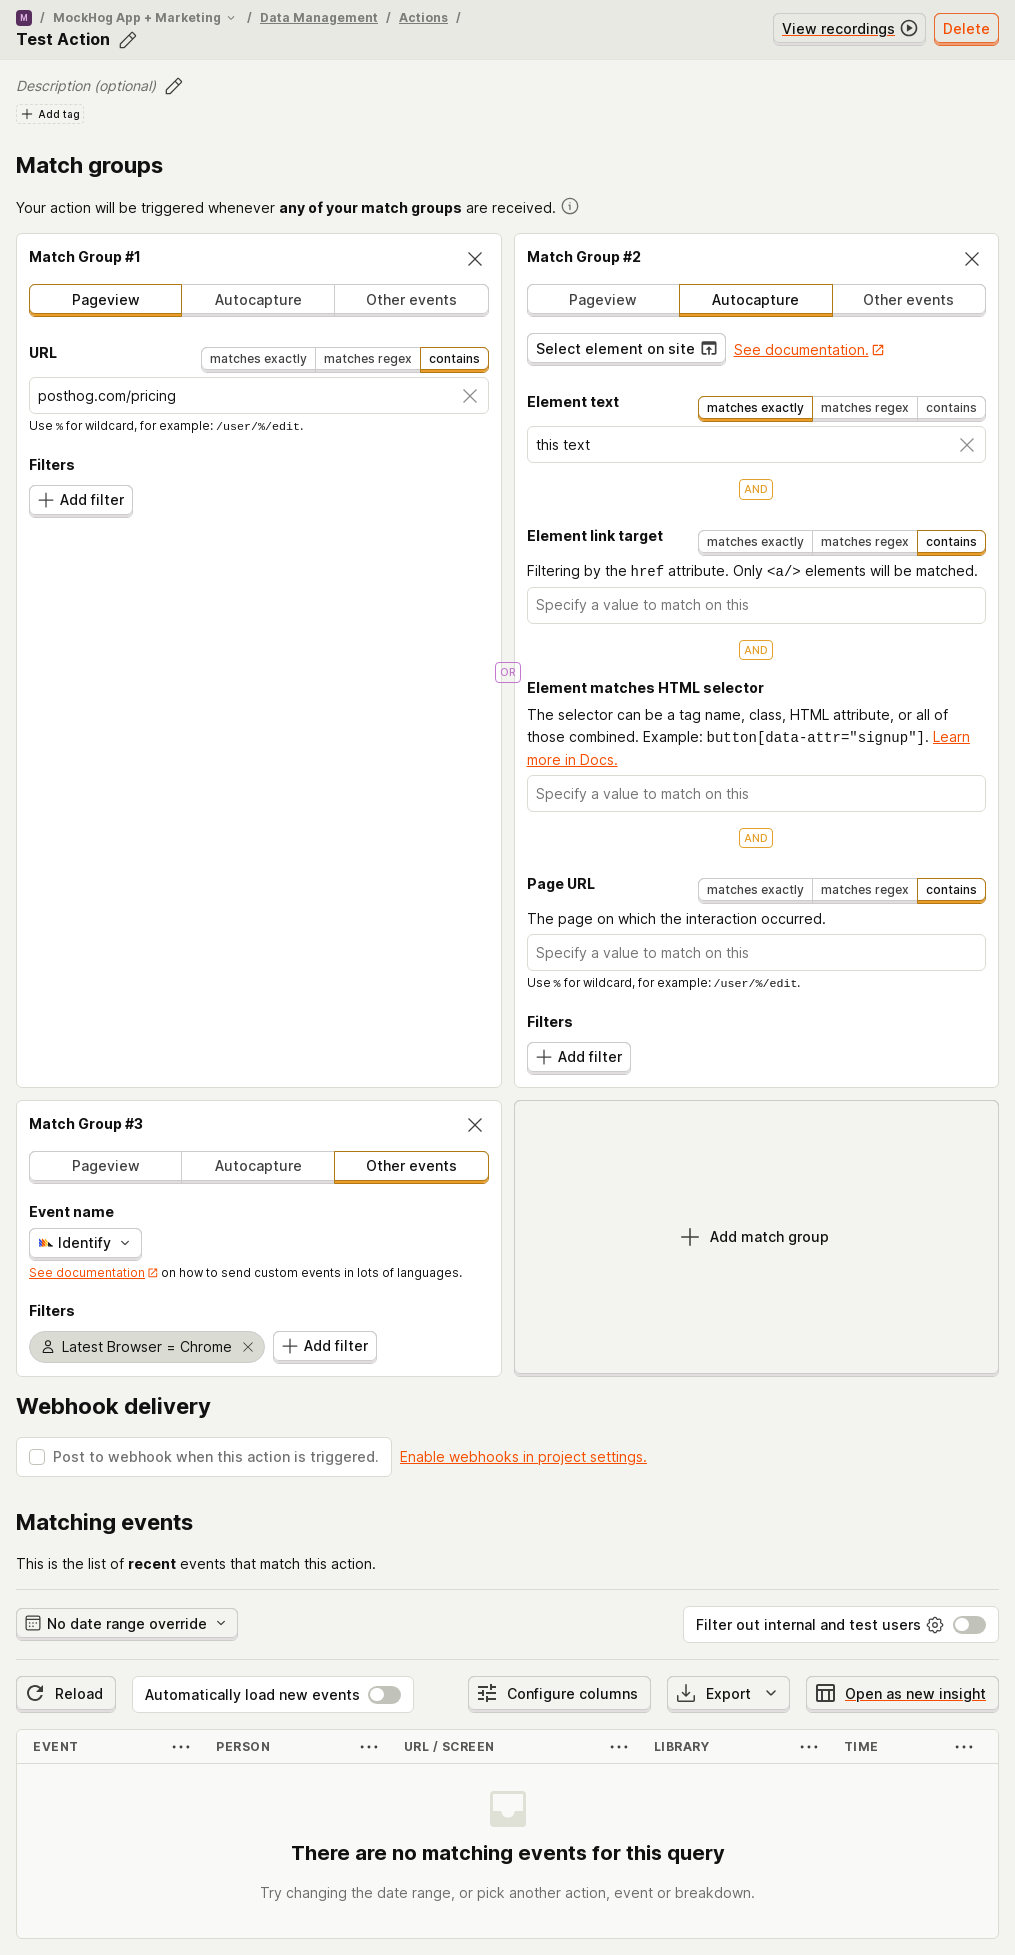 M / MockHog App + Marketing / Data Management / Actions /
Test Action
View recordings
Delete
Description (optional)
Add tag
Match groups
Your action will be triggered whenever any of your match groups are received.
Match Group #1
Pageview Autocapture Other events
URL
matches exactly matches regex contains
posthog.com/pricing
Use % for wildcard, for example: /user/%/edit.
Filters
Add filter
OR
Match Group #2
Pageview Autocapture Other events
Select element on site See documentation.
Element text
matches exactly matches regex contains
this text
AND
Element link target
matches exactly matches regex contains
Filtering by the href attribute. Only <a/> elements will be matched.
Specify a value to match on this
AND
Element matches HTML selector
The selector can be a tag name, class, HTML attribute, or all of
those combined. Example: button[data-attr="signup"]. Learn
more in Docs.
Specify a value to match on this
AND
Page URL
matches exactly matches regex contains
The page on which the interaction occurred.
Specify a value to match on this
Use % for wildcard, for example: /user/%/edit.
Filters
Add filter
Match Group #3
Pageview Autocapture Other events
Event name
Identify
See documentation on how to send custom events in lots of languages.
Filters
Latest Browser = Chrome Add filter
Add match group
Webhook delivery
Post to webhook when this action is triggered. Enable webhooks in project settings.
Matching events
This is the list of recent events that match this action.
No date range override Filter out internal and test users
Reload Automatically load new events Configure columns Export Open as new insight
EVENT PERSON URL / SCREEN LIBRARY TIME
There are no matching events for this query
Try changing the date range, or pick another action, event or breakdown.